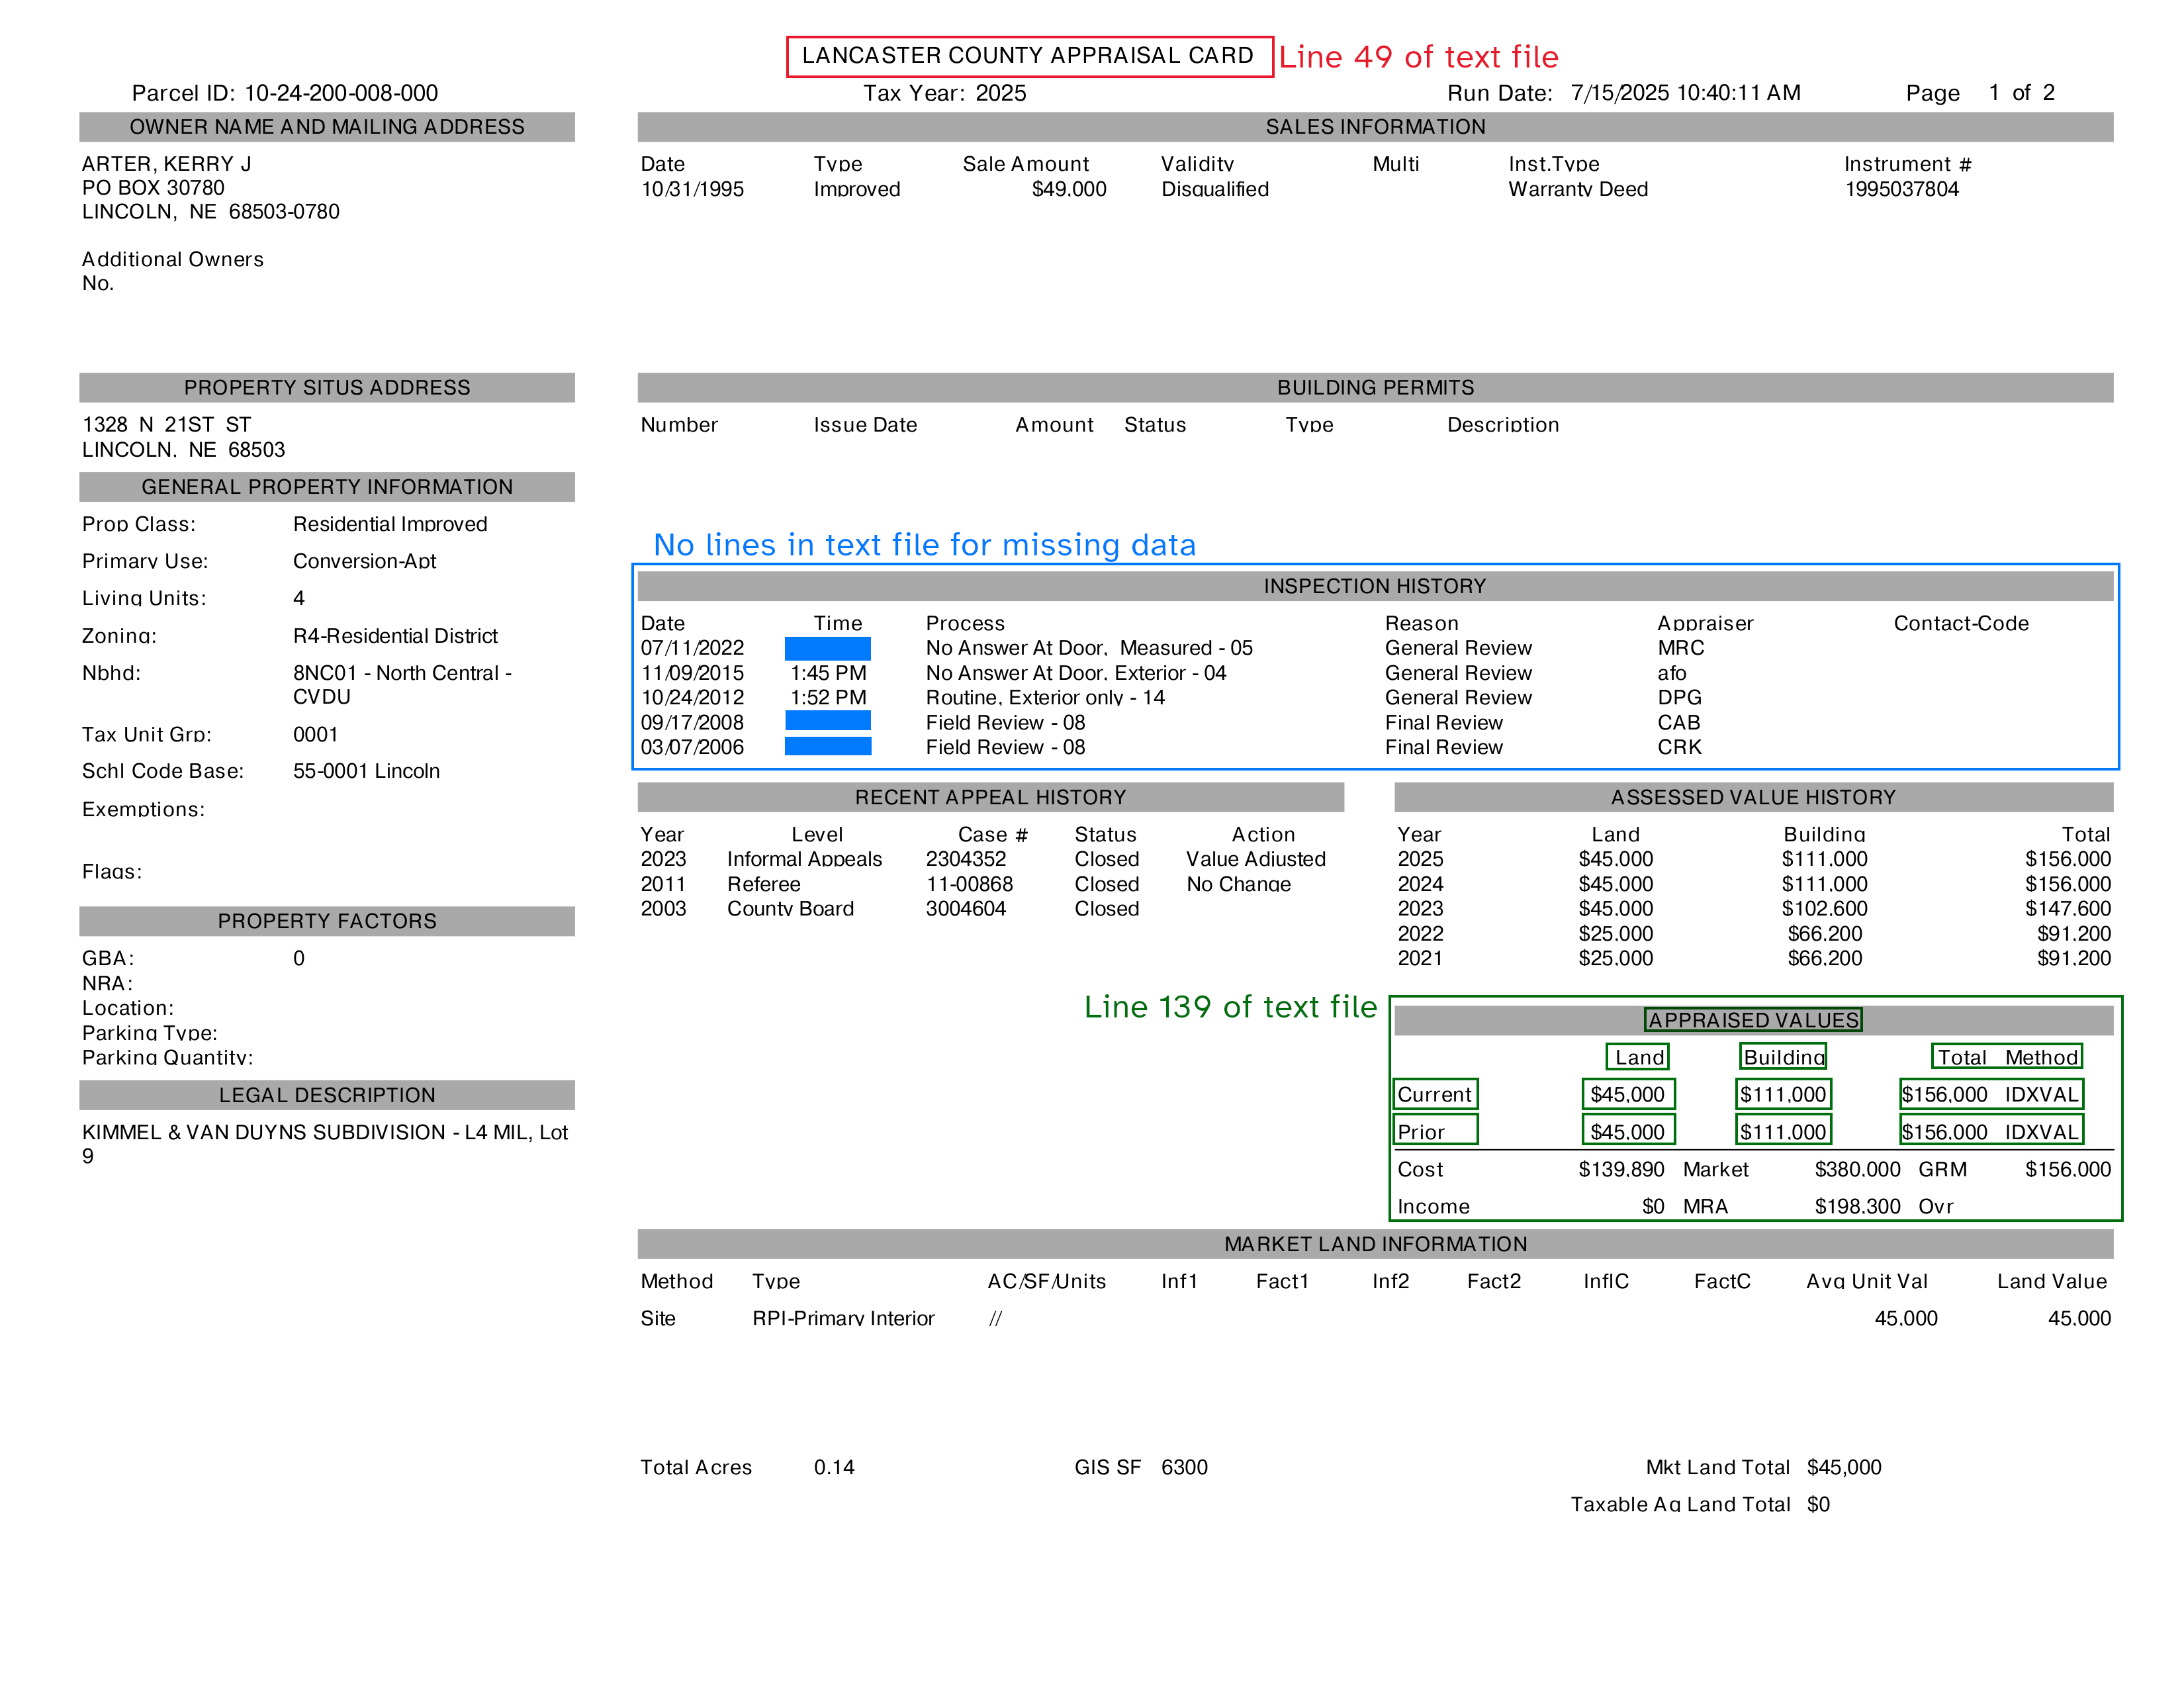 LANCASTER COUNTY APPRAISAL CARD Line 49 of text file
Parcel ID: 10-24-200-008-000 Tax Year: 2025 Run Date: 7/15/2025 10:40:11 AM Page 1 of 2
OWNER NAME AND MAILING ADDRESS
ARTER, KERRY J
PO BOX 30780
LINCOLN, NE 68503-0780
Additional Owners
No.
SALES INFORMATION
Date Type Sale Amount Validity Multi Inst.Type Instrument #
10/31/1995 Improved $49,000 Disqualified Warranty Deed 1995037804
PROPERTY SITUS ADDRESS
1328 N 21ST ST
LINCOLN, NE 68503
BUILDING PERMITS
Number Issue Date Amount Status Type Description
GENERAL PROPERTY INFORMATION
Prop Class: Residential Improved
Primary Use: Conversion-Apt
Living Units: 4
Zoning: R4-Residential District
Nbhd: 8NC01 - North Central -
CVDU
Tax Unit Grp: 0001
Schl Code Base: 55-0001 Lincoln
Exemptions:
Flags:
No lines in text file for missing data
INSPECTION HISTORY
Date Time Process Reason Appraiser Contact-Code
07/11/2022 No Answer At Door, Measured - 05 General Review MRC
11/09/2015 1:45 PM No Answer At Door, Exterior - 04 General Review afo
10/24/2012 1:52 PM Routine, Exterior only - 14 General Review DPG
09/17/2008 Field Review - 08 Final Review CAB
03/07/2006 Field Review - 08 Final Review CRK
RECENT APPEAL HISTORY
Year Level Case # Status Action
2023 Informal Appeals 2304352 Closed Value Adjusted
2011 Referee 11-00868 Closed No Change
2003 County Board 3004604 Closed
ASSESSED VALUE HISTORY
Year Land Building Total
2025 $45,000 $111,000 $156,000
2024 $45,000 $111,000 $156,000
2023 $45,000 $102,600 $147,600
2022 $25,000 $66,200 $91,200
2021 $25,000 $66,200 $91,200
PROPERTY FACTORS
GBA: 0
NRA:
Location:
Parking Type:
Parking Quantity:
LEGAL DESCRIPTION
KIMMEL & VAN DUYNS SUBDIVISION - L4 MIL, Lot
9
Line 139 of text file
APPRAISED VALUES
Land Building Total Method
Current $45,000 $111,000 $156,000 IDXVAL
Prior $45,000 $111,000 $156,000 IDXVAL
Cost $139,890 Market $380,000 GRM $156,000
Income $0 MRA $198,300 Ovr
MARKET LAND INFORMATION
Method Type AC/SF/Units Inf1 Fact1 Inf2 Fact2 InflC FactC Avg Unit Val Land Value
Site RPI-Primary Interior // 45,000 45,000
Total Acres 0.14 GIS SF 6300 Mkt Land Total $45,000
Taxable Ag Land Total $0